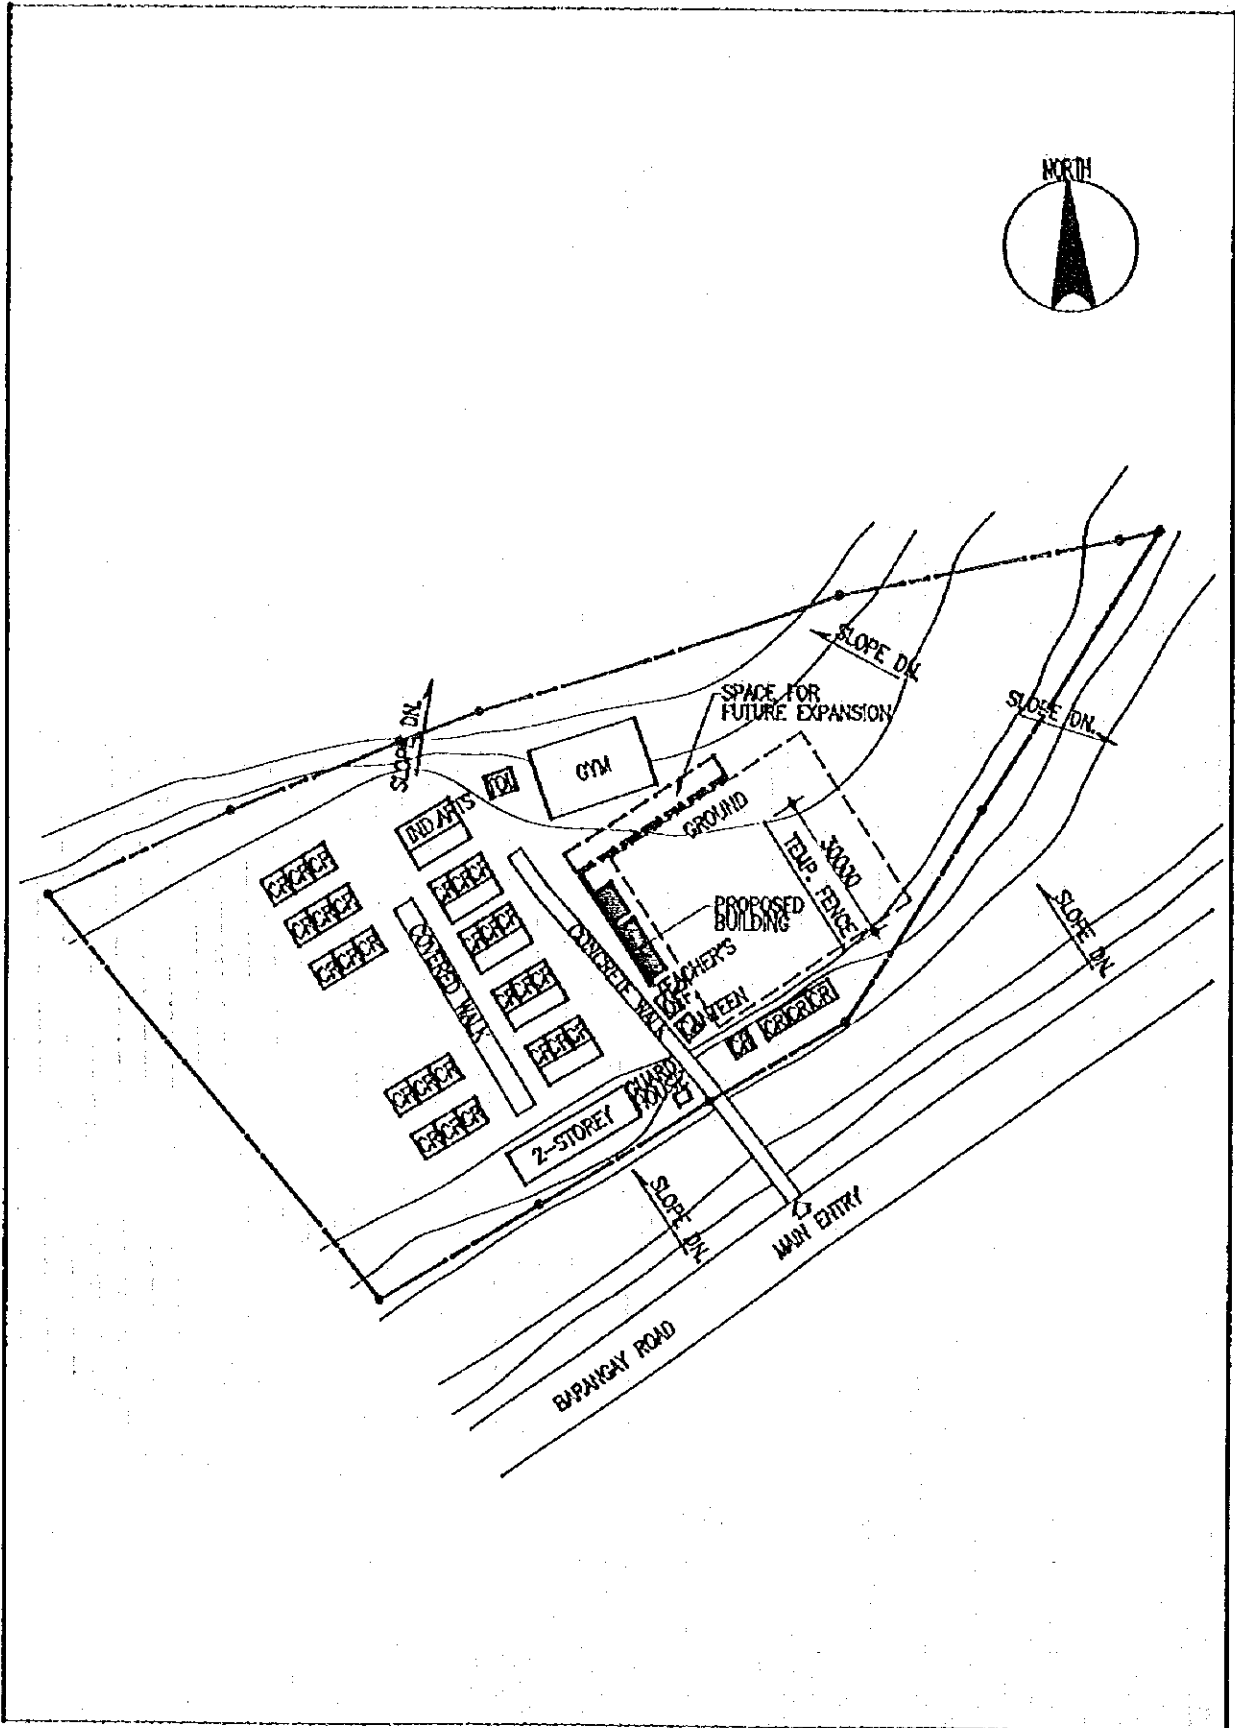 NORTH
SLOPE DN.
SPACE FOR
FUTURE EXPANSION
SLOPE DN.
SLOPE DN.
GYM
TOI
IND.ARTS
GROUND
30000
TEMP. FENCE
CR CR CR
CR CR CR
CR CR CR
CR CR CR
CR CR CR
CR CR CR
CR CR CR
COVERED WALK
CONCRETE WALK
PROPOSED
BUILDING
TEACHER'S
CANTEEN
SLOPE DN.
CR CR CR CR
CR CR CR
CR CR CR
GUARD
HOUSE
2-STOREY
SLOPE DN.
MAIN ENTRY
BARANGAY ROAD